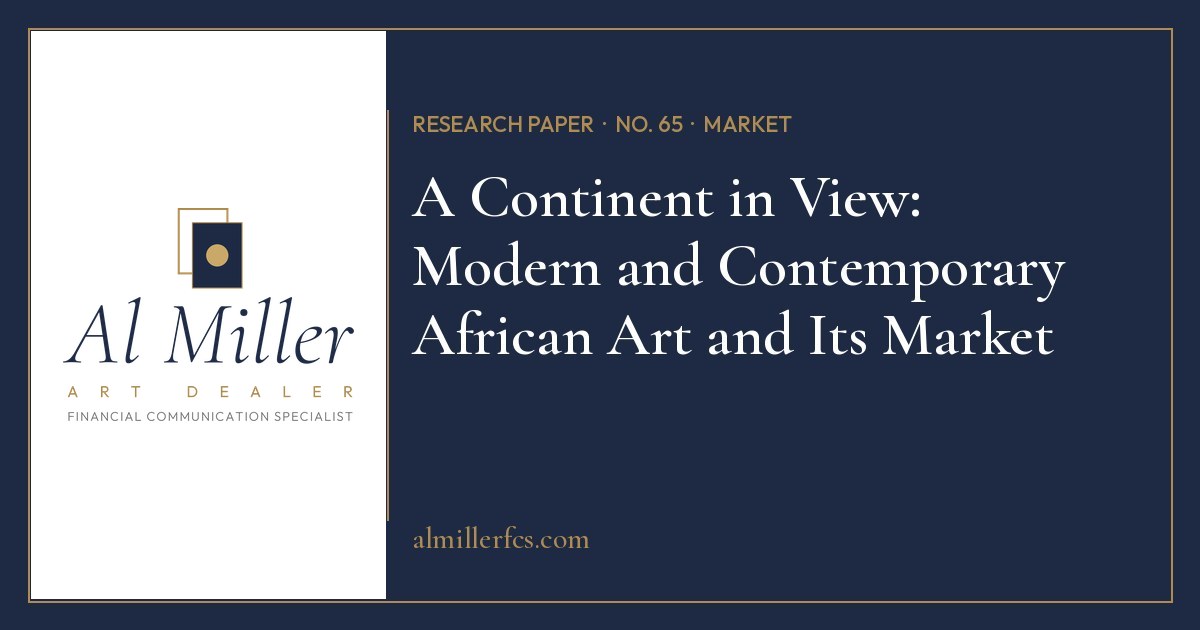 Al Miller
ART DEALER
FINANCIAL COMMUNICATION SPECIALIST
RESEARCH PAPER · NO. 65 · MARKET
A Continent in View:
Modern and Contemporary
African Art and Its Market
almillerfcs.com